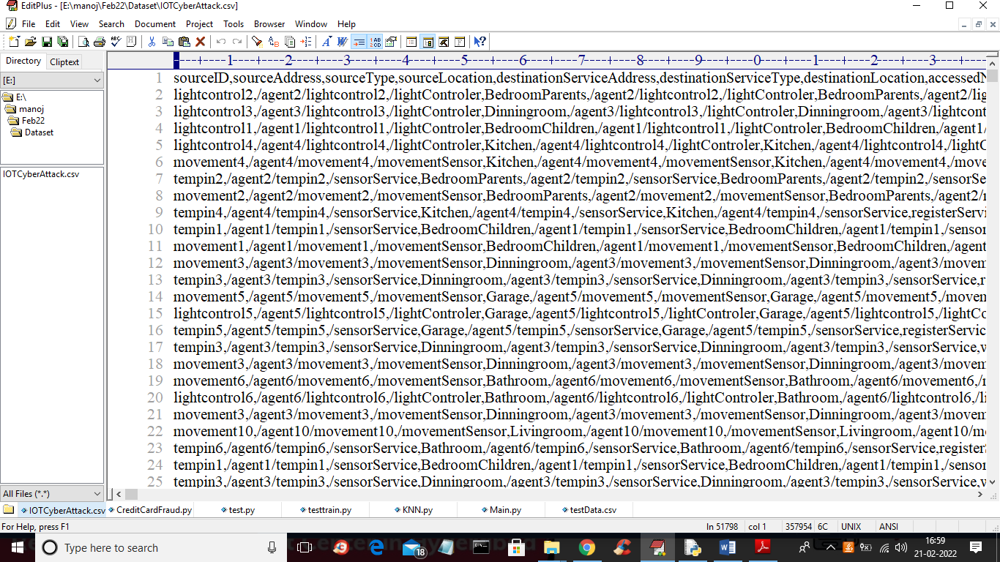 EditPlus - [E:\manoj\Feb22\Dataset\IOTCyberAttack.csv]
File Edit View Search Document Project Tools Browser Window Help
Directory Cliptext
[E:]
E:\
manoj
Feb22
Dataset
IOTCyberAttack.csv
All Files (*.*)
----+----1----+----2----+----3----+----4----+----5----+----6----+----7----+----8----+----9----+----0----+----1----+----2----+----3----
1 sourceID,sourceAddress,sourceType,sourceLocation,destinationServiceAddress,destinationServiceType,destinationLocation,accessedN
2 lightcontrol2,/agent2/lightcontrol2,/lightControler,BedroomParents,/agent2/lightcontrol2,/lightControler,BedroomParents,/agent2/lig
3 lightcontrol3,/agent3/lightcontrol3,/lightControler,Dinningroom,/agent3/lightcontrol3,/lightControler,Dinningroom,/agent3/lightcont
4 lightcontrol1,/agent1/lightcontrol1,/lightControler,BedroomChildren,/agent1/lightcontrol1,/lightControler,BedroomChildren,/agent1/
5 lightcontrol4,/agent4/lightcontrol4,/lightControler,Kitchen,/agent4/lightcontrol4,/lightControler,Kitchen,/agent4/lightcontrol4,/lightC
6 movement4,/agent4/movement4,/movementSensor,Kitchen,/agent4/movement4,/movementSensor,Kitchen,/agent4/movement4,/move
7 tempin2,/agent2/tempin2,/sensorService,BedroomParents,/agent2/tempin2,/sensorService,BedroomParents,/agent2/tempin2,/sensorSe
8 movement2,/agent2/movement2,/movementSensor,BedroomParents,/agent2/movement2,/movementSensor,BedroomParents,/agent2/
9 tempin4,/agent4/tempin4,/sensorService,Kitchen,/agent4/tempin4,/sensorService,Kitchen,/agent4/tempin4,/sensorService,registerServi
10 tempin1,/agent1/tempin1,/sensorService,BedroomChildren,/agent1/tempin1,/sensorService,BedroomChildren,/agent1/tempin1,/sensor
11 movement1,/agent1/movement1,/movementSensor,BedroomChildren,/agent1/movement1,/movementSensor,BedroomChildren,/agent
12 movement3,/agent3/movement3,/movementSensor,Dinningroom,/agent3/movement3,/movementSensor,Dinningroom,/agent3/movem
13 tempin3,/agent3/tempin3,/sensorService,Dinningroom,/agent3/tempin3,/sensorService,Dinningroom,/agent3/tempin3,/sensorService,r
14 movement5,/agent5/movement5,/movementSensor,Garage,/agent5/movement5,/movementSensor,Garage,/agent5/movement5,/movem
15 lightcontrol5,/agent5/lightcontrol5,/lightControler,Garage,/agent5/lightcontrol5,/lightControler,Garage,/agent5/lightcontrol5,/lightCo
16 tempin5,/agent5/tempin5,/sensorService,Garage,/agent5/tempin5,/sensorService,Garage,/agent5/tempin5,/sensorService,registerServic
17 tempin3,/agent3/tempin3,/sensorService,Dinningroom,/agent3/tempin3,/sensorService,Dinningroom,/agent3/tempin3,/sensorService,w
18 movement3,/agent3/movement3,/movementSensor,Dinningroom,/agent3/movement3,/movementSensor,Dinningroom,/agent3/movem
19 movement6,/agent6/movement6,/movementSensor,Bathroom,/agent6/movement6,/movementSensor,Bathroom,/agent6/movement6,/
20 lightcontrol6,/agent6/lightcontrol6,/lightControler,Bathroom,/agent6/lightcontrol6,/lightControler,Bathroom,/agent6/lightcontrol6,/li
21 movement3,/agent3/movement3,/movementSensor,Dinningroom,/agent3/movement3,/movementSensor,Dinningroom,/agent3/movem
22 movement10,/agent10/movement10,/movementSensor,Livingroom,/agent10/movement10,/movementSensor,Livingroom,/agent10/mo
23 tempin6,/agent6/tempin6,/sensorService,Bathroom,/agent6/tempin6,/sensorService,Bathroom,/agent6/tempin6,/sensorService,register
24 tempin1,/agent1/tempin1,/sensorService,BedroomChildren,/agent1/tempin1,/sensorService,BedroomChildren,/agent1/tempin1,/sensor
25 tempin3,/agent3/tempin3,/sensorService,Dinningroom,/agent3/tempin3,/sensorService,Dinningroom,/agent3/tempin3,/sensorService,w
IOTCyberAttack.csv CreditCardFraud.py test.py testtrain.py KNN.py Main.py testData.csv
For Help, press F1 ln 51798 col 1 357954 6C UNIX ANSI
Type here to search 18 16:59
21-02-2022